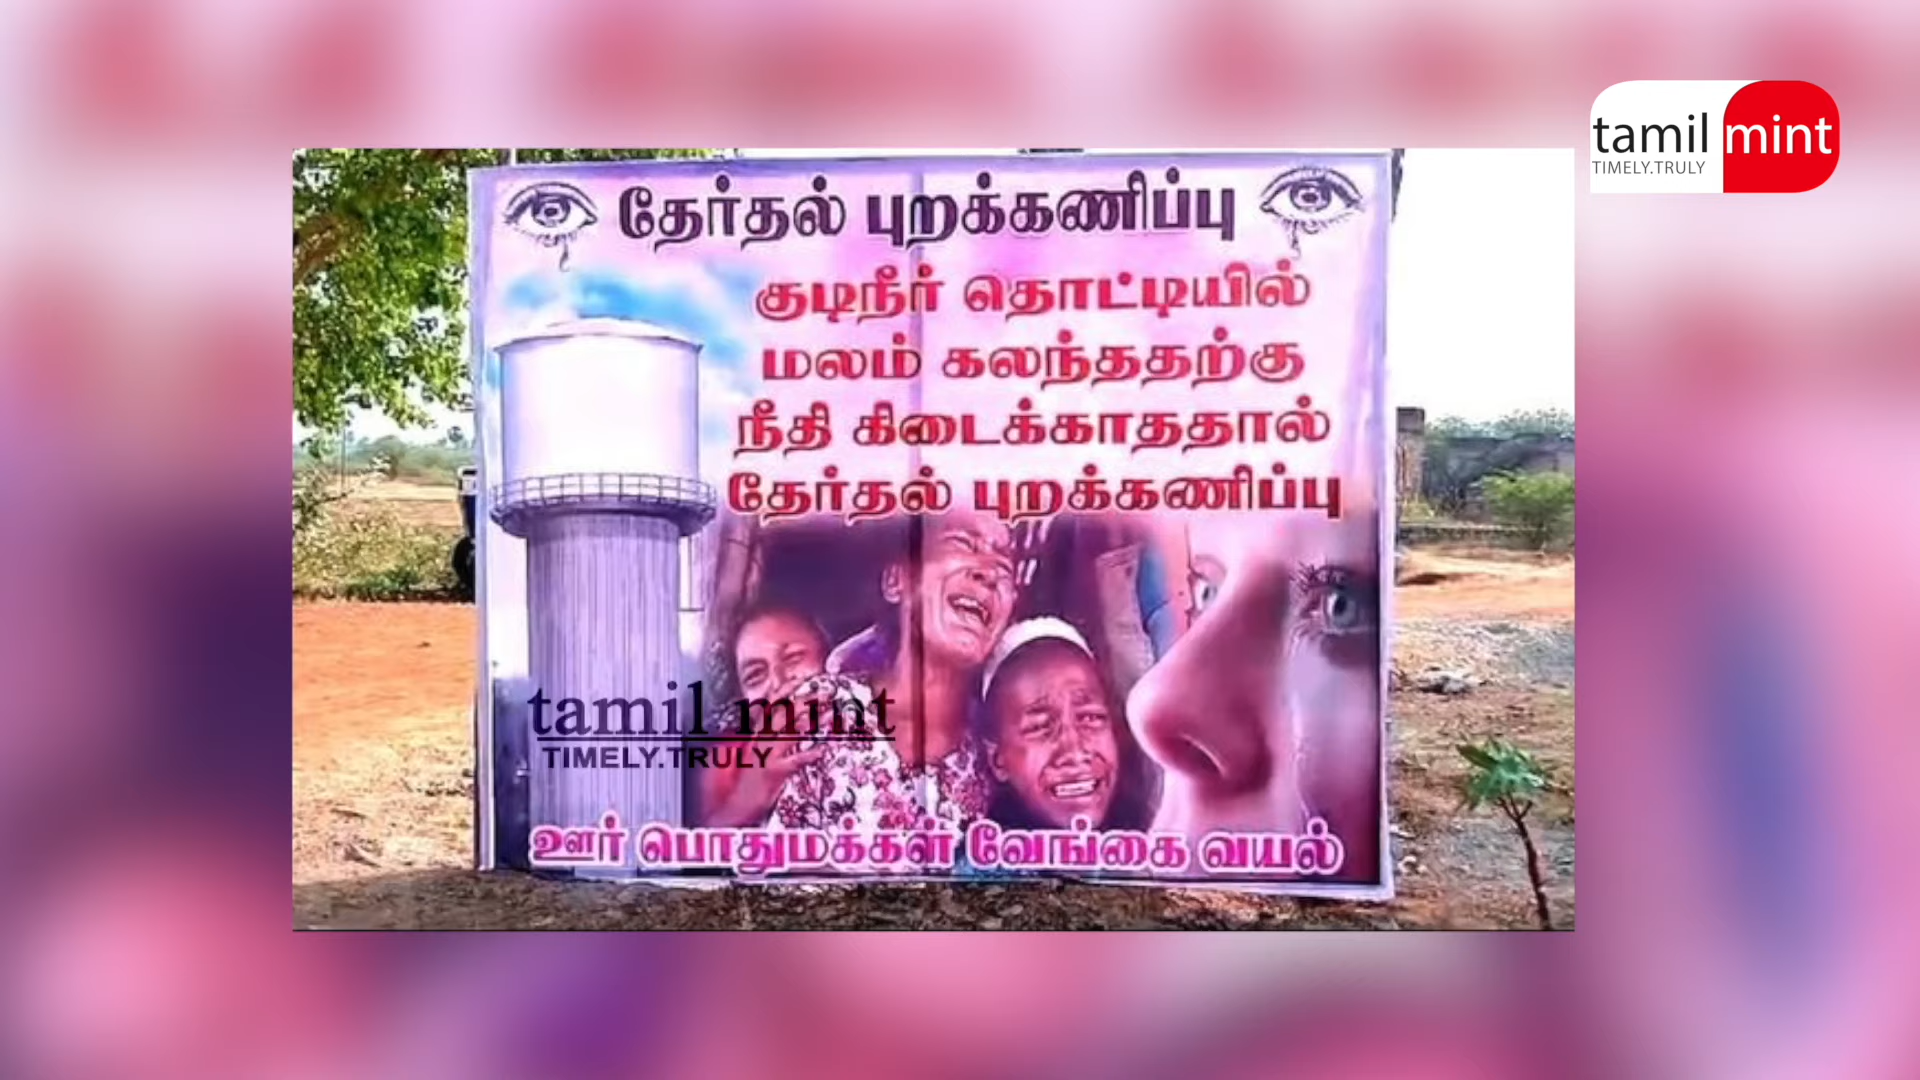 tamil mint
TIMELY.TRULY
தேர்தல் புறக்கணிப்பு
குடிநீர் தொட்டியில்
மலம் கலந்ததற்கு
நீதி கிடைக்காததால்
தேர்தல் புறக்கணிப்பு
tamil mint
TIMELY.TRULY
ஊர் பொதுமக்கள் வேங்கை வயல்